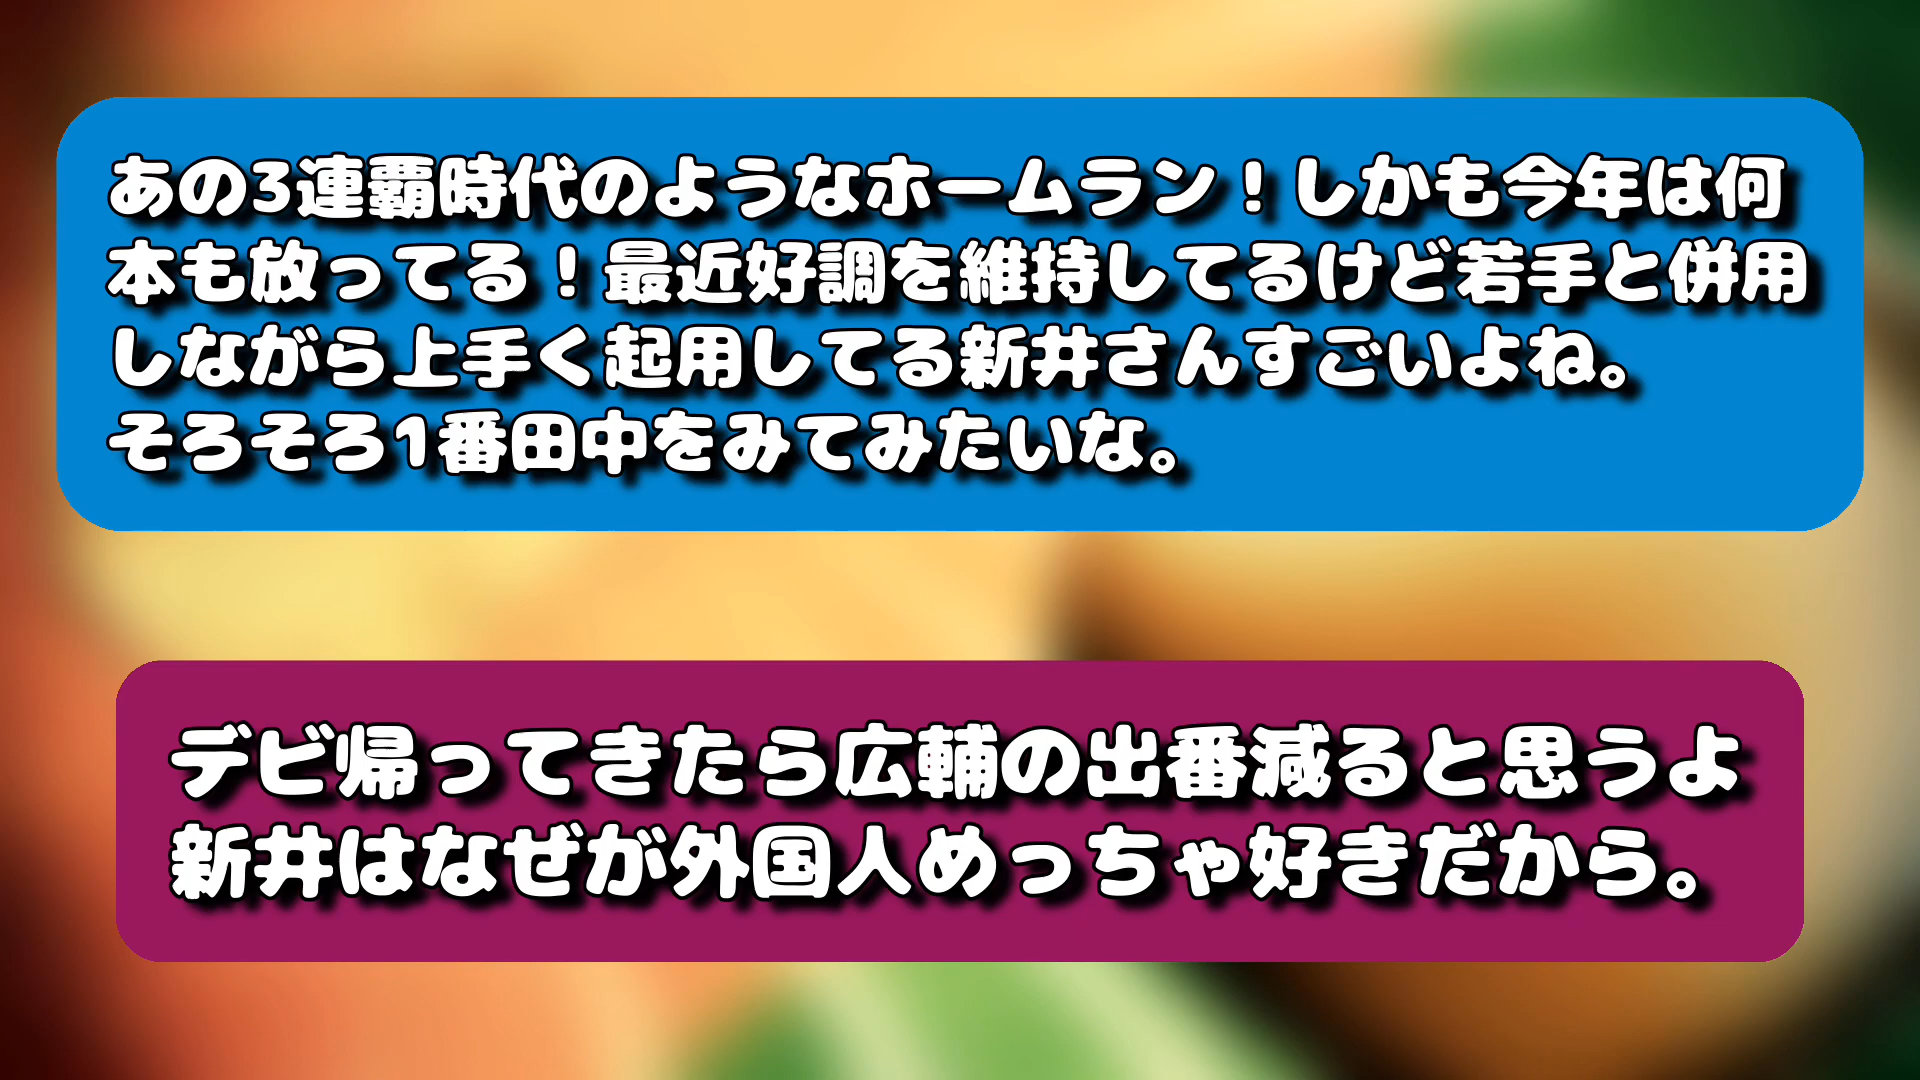 あの3連覇時代のようなホームラン！しかも今年は何
本も放ってる！最近好調を維持してるけど若手と併用
しながら上手く起用してる新井さんすごいよね。
そろそろ1番田中をみてみたいな。
デビ帰ってきたら広輔の出番減ると思うよ
新井はなぜが外国人めっちゃ好きだから。